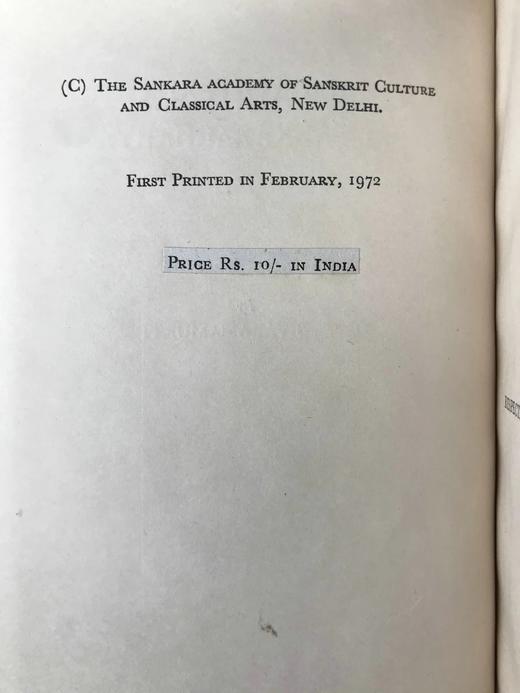 (C) The Sankara academy of Sanskrit Culture
and Classical Arts, New Delhi.
First Printed in February, 1972
Price Rs. 10/- in India